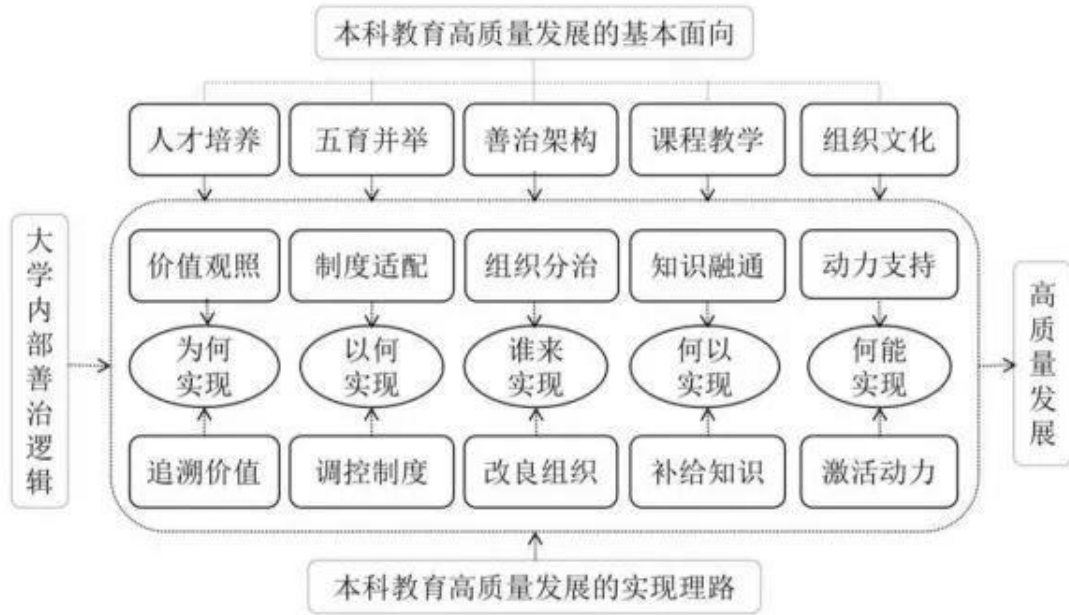 本科教育高质量发展的基本面向
人才培养
五育并举
善治架构
课程教学
组织文化
大学内部善治逻辑
价值观照
制度适配
组织分治
知识融通
动力支持
为何
实现
以何
实现
谁来
实现
何以
实现
何能
实现
追溯价值
调控制度
改良组织
补给知识
激活动力
高质量发展
本科教育高质量发展的实现理路